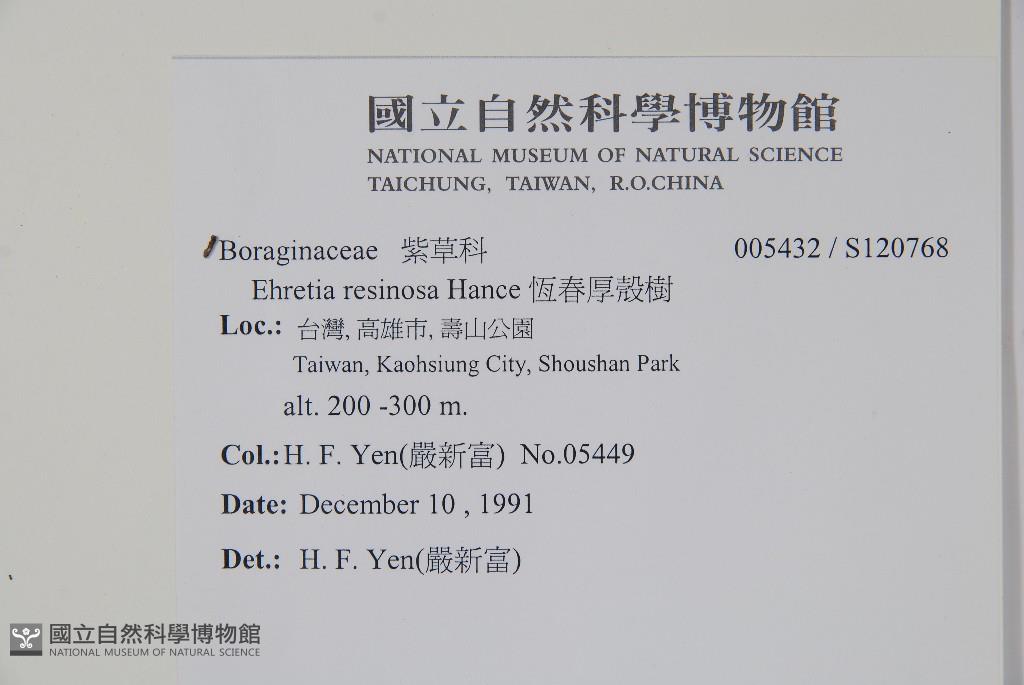 國立自然科學博物館
NATIONAL MUSEUM OF NATURAL SCIENCE
TAICHUNG, TAIWAN, R.O.CHINA
Boraginaceae 紫草科 005432 / S120768
Ehretia resinosa Hance 恆春厚殼樹
Loc.: 台灣, 高雄市, 壽山公園
Taiwan, Kaohsiung City, Shoushan Park
alt. 200 -300 m.
Col.: H. F. Yen(嚴新富) No.05449
Date: December 10 , 1991
Det.: H. F. Yen(嚴新富)
國立自然科學博物館
NATIONAL MUSEUM OF NATURAL SCIENCE